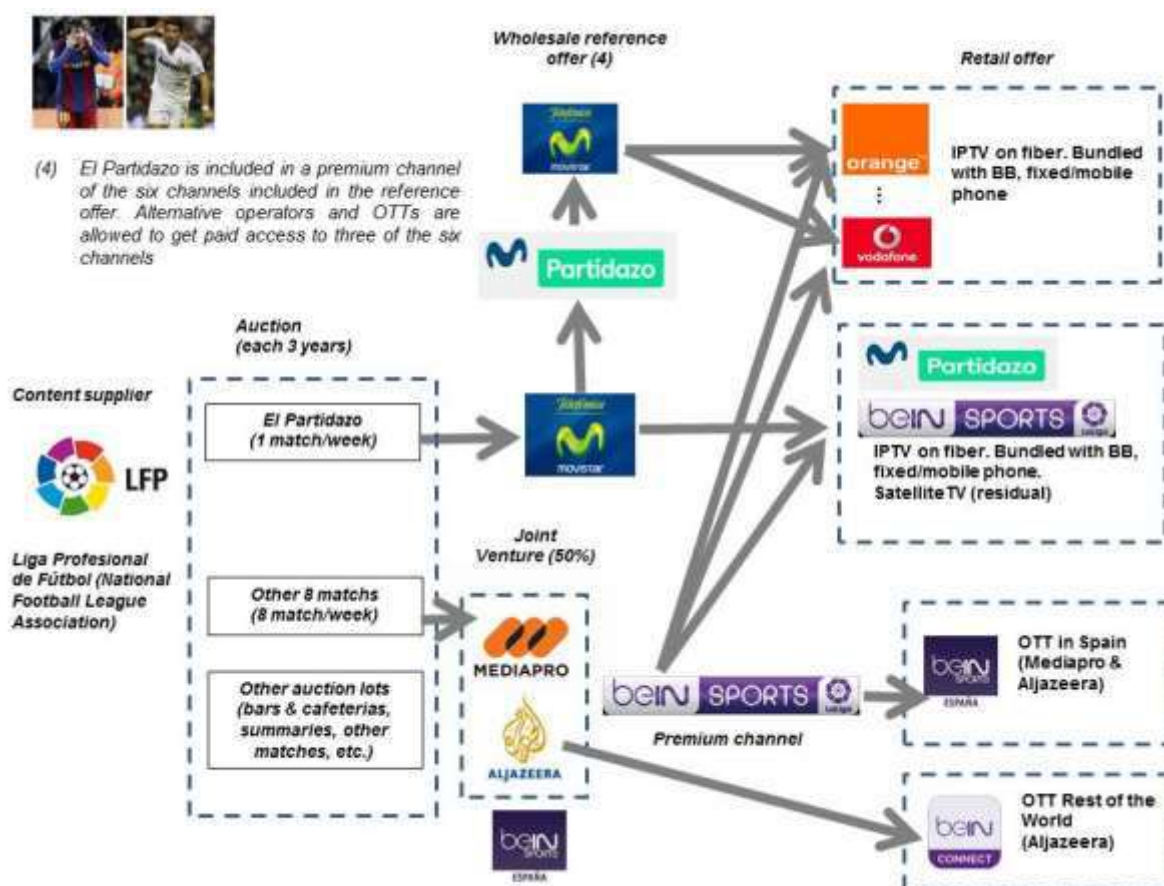 Wholesale reference
offer (4)
Retail offer
(4) El Partidazo is included in a premium channel
of the six channels included in the reference
offer. Alternative operators and OTTs are
allowed to get paid access to three of the six
channels
Telefonica
movistar
orange
IPTV on fiber. Bundled
with BB, fixed/mobile
phone
vodafone
Partidazo
Auction
(each 3 years)
Content supplier
LFP
Liga Profesional
de Fútbol (National
Football League
Association)
El Partidazo
(1 match/week)
Telefonica
movistar
Partidazo
beIN SPORTS LaLiga
IPTV on fiber. Bundled with BB,
fixed/mobile phone.
Satellite TV (residual)
Joint
Venture (50%)
Other 8 matchs
(8 match/week)
Other auction lots
(bars & cafeterias,
summaries, other
matches, etc.)
MEDIAPRO
ALJAZEERA
beIN
SPORTS
ESPAÑA
beIN SPORTS LaLiga
Premium channel
beIN
SPORTS
ESPAÑA
OTT in Spain
(Mediapro &
Aljazeera)
beIN
CONNECT
OTT Rest of the
World
(Aljazeera)